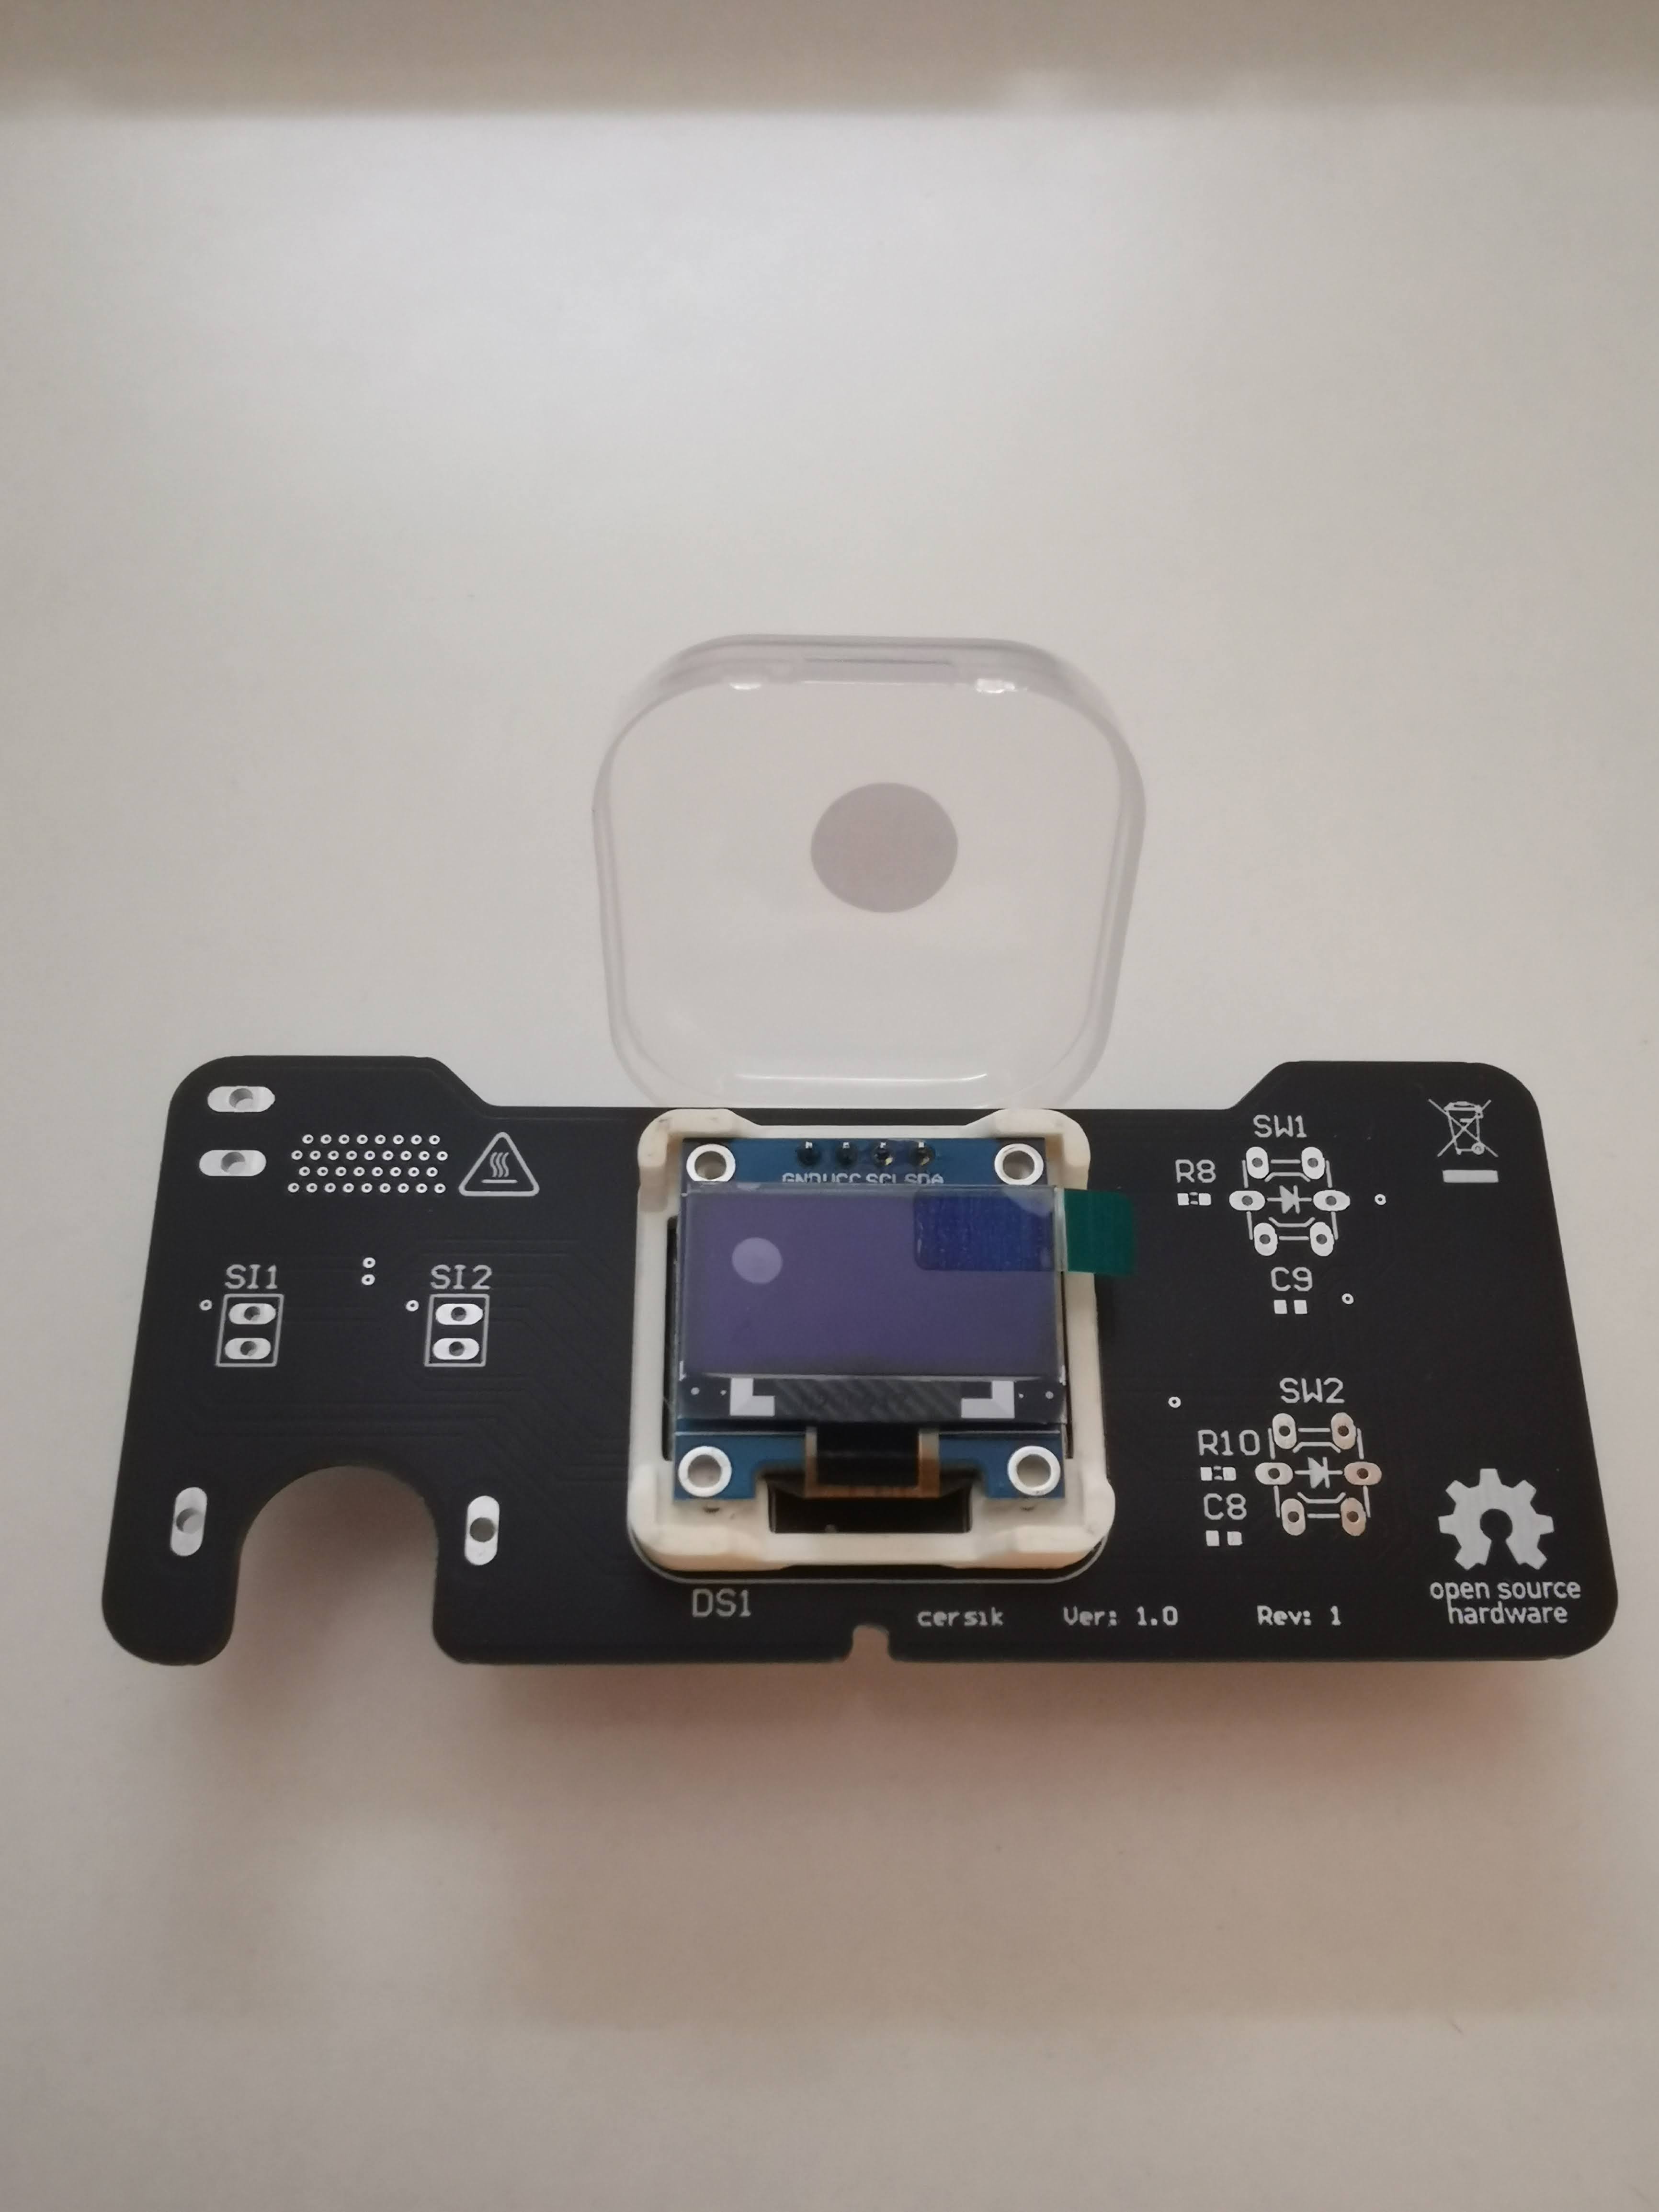 SW1
R8
GND VCC SCL SDA
SI1
SI2
C9
SW2
R10
C8
open source
hardware
DS1
cersik Ver: 1.0 Rev: 1